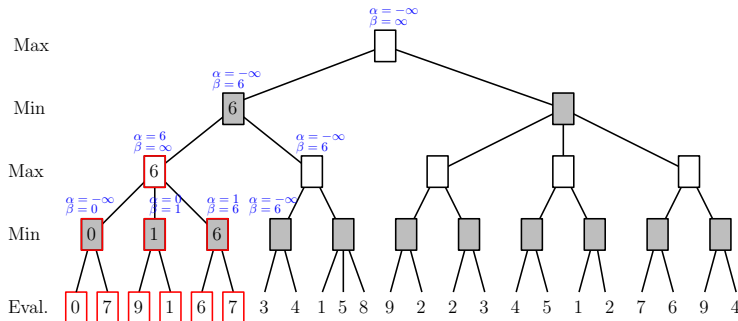 α = −∞
β = ∞
Max
α = −∞
β = 6
Min 6
α = 6
β = ∞
α = −∞
β = 6
Max 6
α = −∞
β = 0
α = 0
β = 1
α = 1
β = 6
α = −∞
β = 6
Min 0 1 6
Eval. 0 7 9 1 6 7 3 4 1 5 8 9 2 2 3 4 5 1 2 7 6 9 4